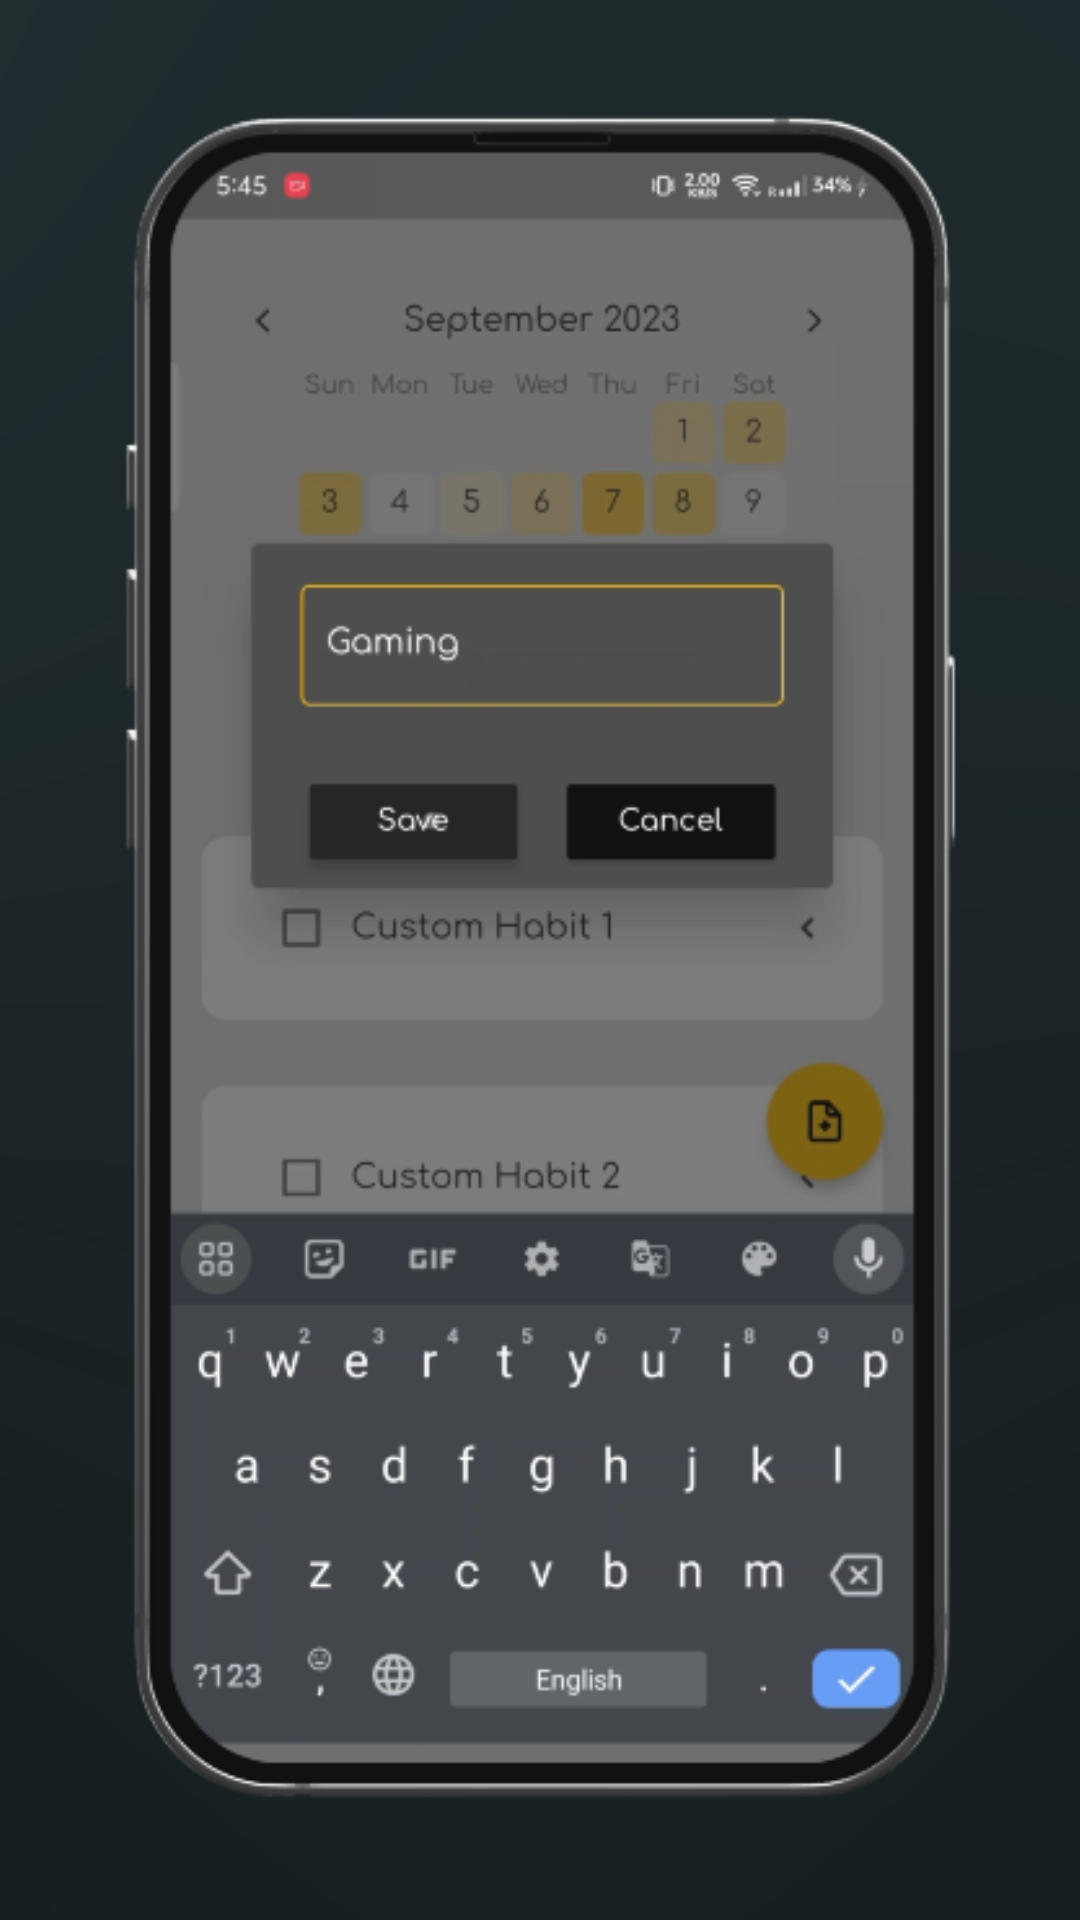 5:45
2.00 KB/S
R
34%
September 2023
Sun Mon Tue Wed Thu Fri Sat
1 2
3 4 5 6 7 8 9
Gaming
Save Cancel
Custom Habit 1
Custom Habit 2
GIF
1 2 3 4 5 6 7 8 9 0
q w e r t y u i o p
a s d f g h j k l
z x c v b n m
?123 , English .